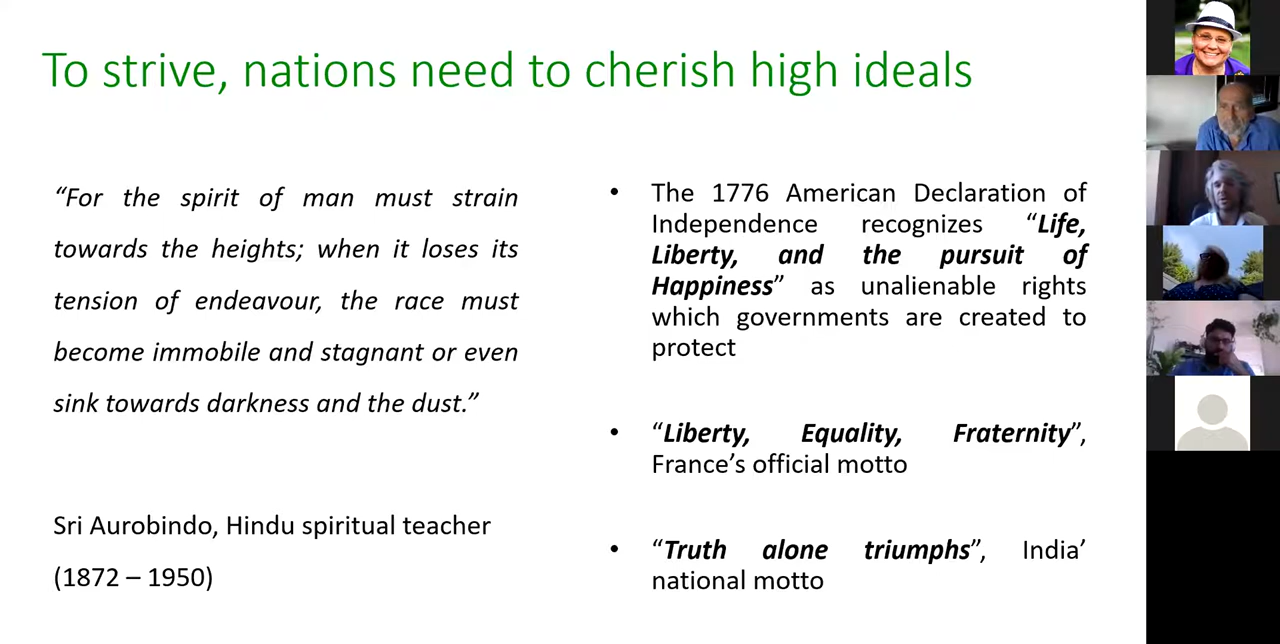 To strive, nations need to cherish high ideals
“For the spirit of man must strain
towards the heights; when it loses its
tension of endeavour, the race must
become immobile and stagnant or even
sink towards darkness and the dust.”
Sri Aurobindo, Hindu spiritual teacher
(1872 – 1950)
• The 1776 American Declaration of
Independence recognizes “Life,
Liberty, and the pursuit of
Happiness” as unalienable rights
which governments are created to
protect
• “Liberty, Equality, Fraternity”,
France’s official motto
• “Truth alone triumphs”, India’
national motto